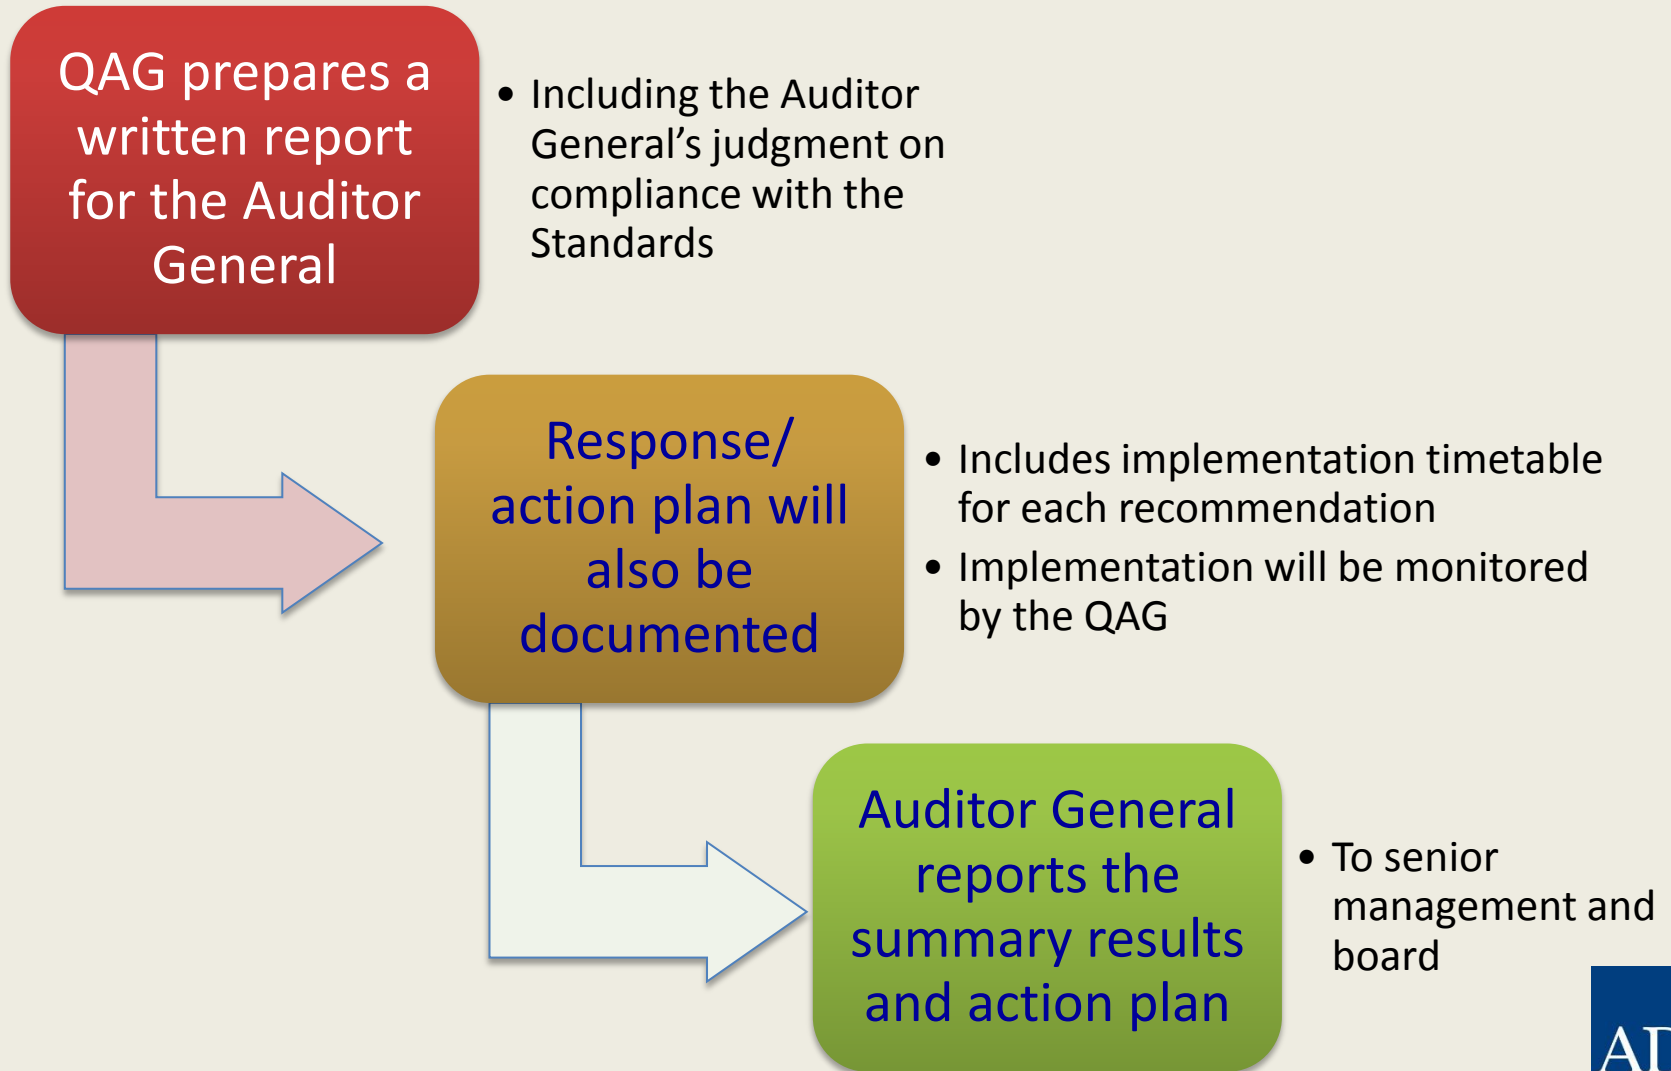 QAG prepares a
written report
for the Auditor
General
• Including the Auditor
General’s judgment on
compliance with the
Standards
Response/
action plan will
also be
documented
• Includes implementation timetable
for each recommendation
• Implementation will be monitored
by the QAG
Auditor General
reports the
summary results
and action plan
• To senior
management and
board